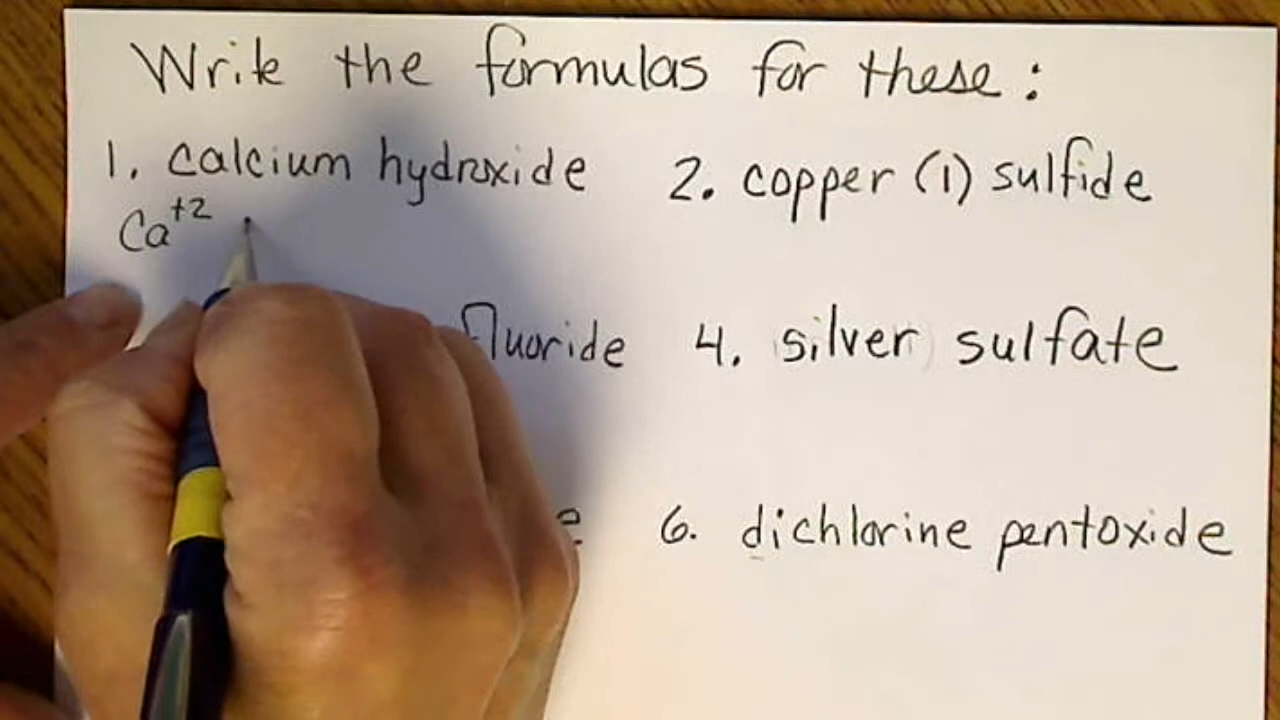 Write the formulas for these:
1. calcium hydroxide 2. copper (1) sulfide
Ca+2
fluoride 4. silver sulfate
6. dichlorine pentoxide